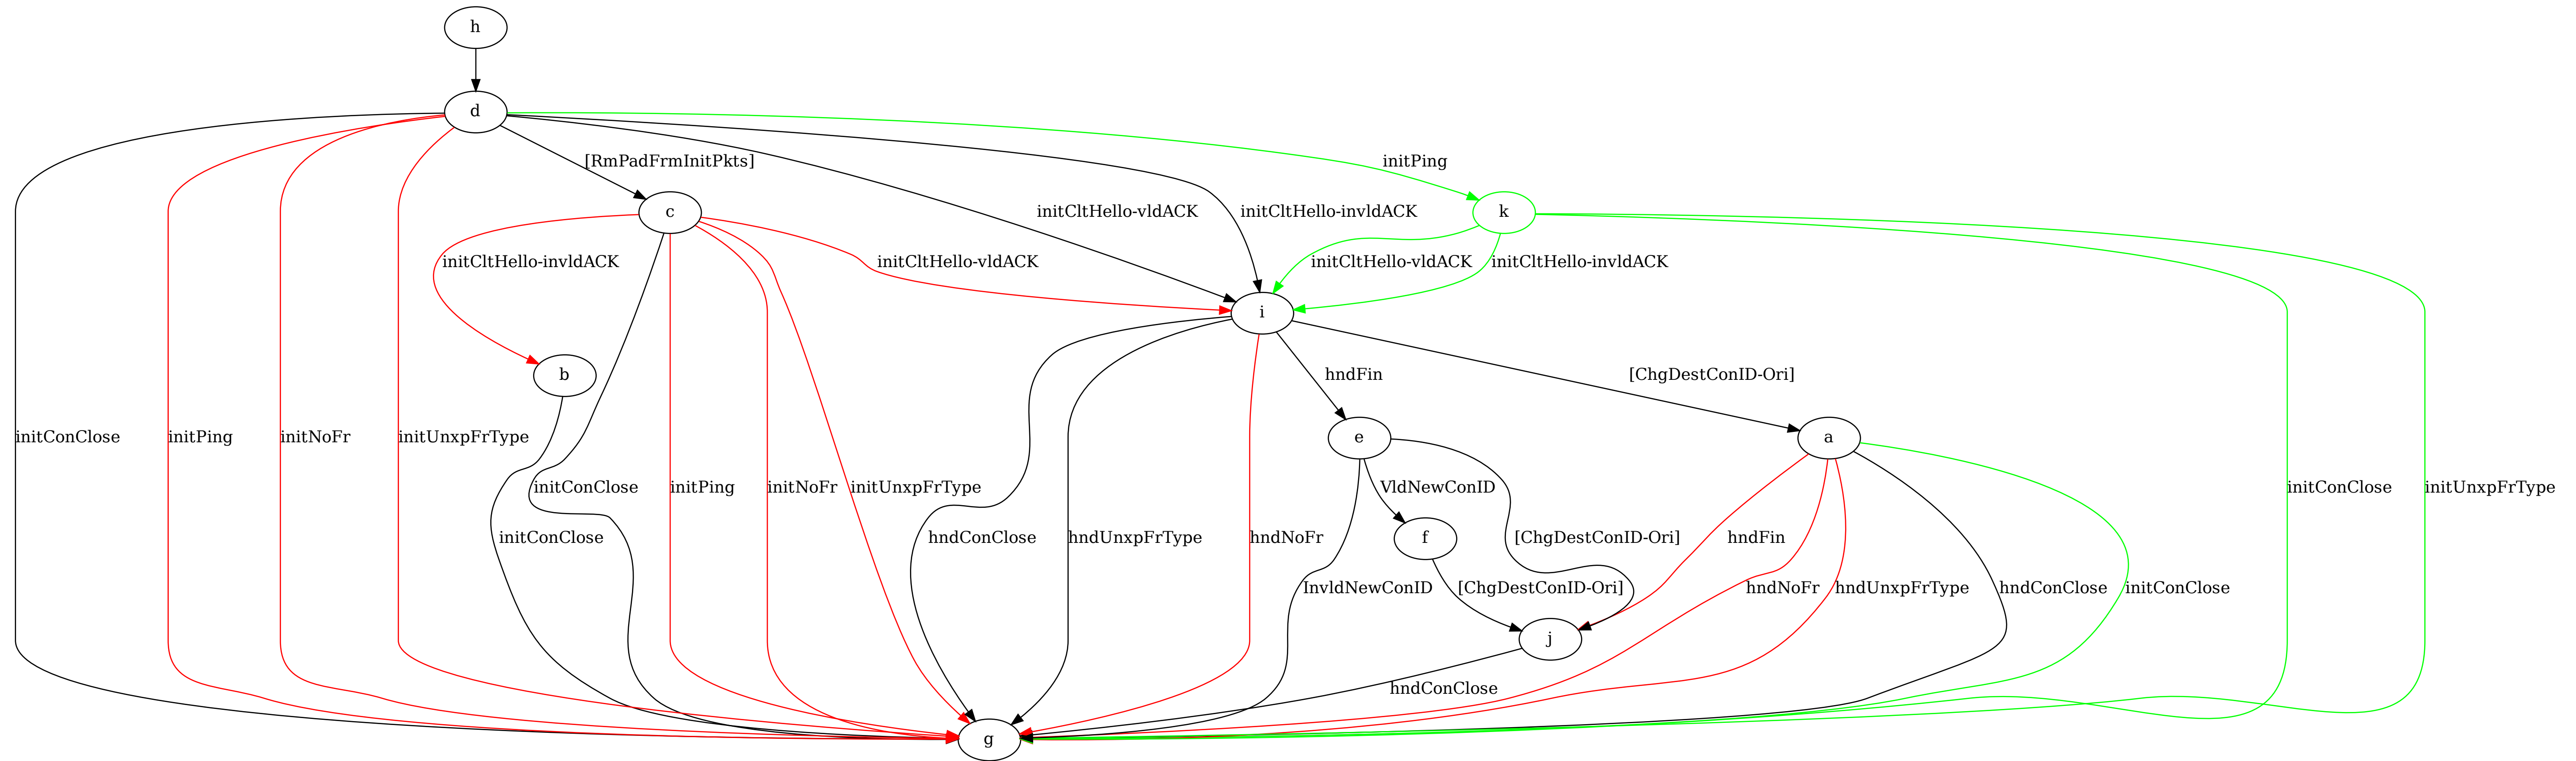 h
d
[RmPadFrmInitPkts]
initPing
c
initCltHello-vldACK
initCltHello-invldACK
k
initCltHello-invldACK
initCltHello-vldACK
initCltHello-vldACK
initCltHello-invldACK
i
b
hndFin
[ChgDestConID-Ori]
initConClose
initPing
initNoFr
initUnxpFrType
e
a
initConClose
initPing
initNoFr
initUnxpFrType
VldNewConID
initConClose
initUnxpFrType
initConClose
hndConClose
hndUnxpFrType
hndNoFr
f
[ChgDestConID-Ori]
hndFin
InvldNewConID
[ChgDestConID-Ori]
hndNoFr
hndUnxpFrType
hndConClose
initConClose
j
hndConClose
g